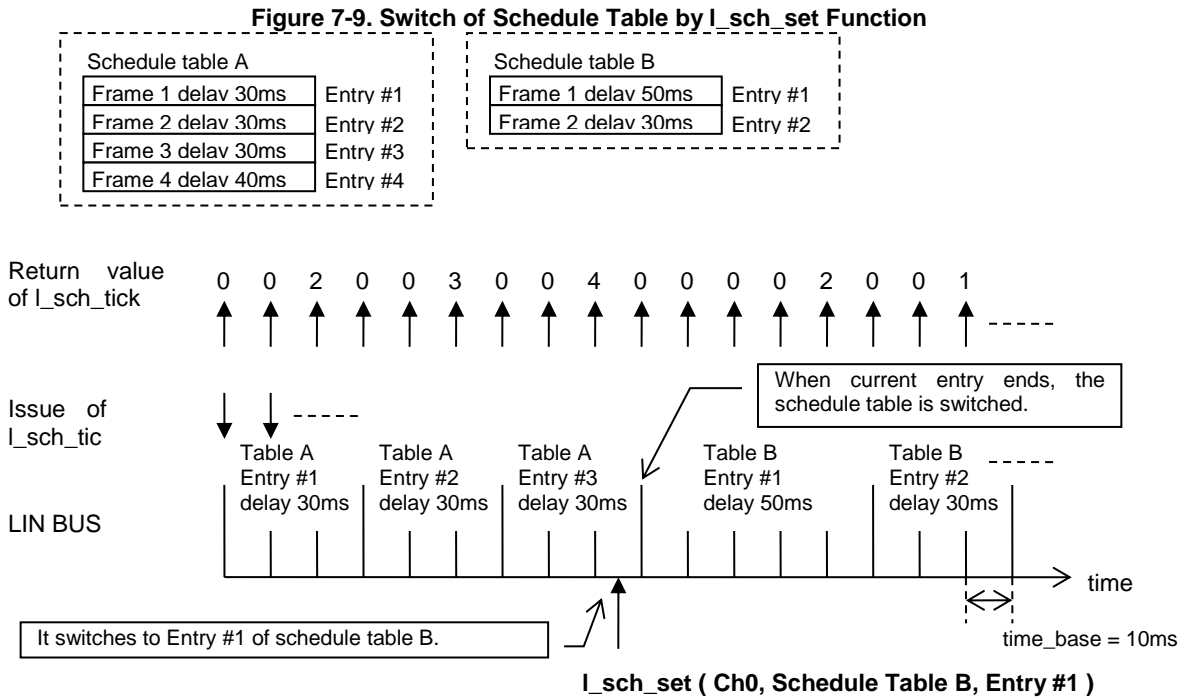 Figure 7-9. Switch of Schedule Table by l_sch_set Function
Schedule table A
Frame 1 delay 30ms Entry #1
Frame 2 delay 30ms Entry #2
Frame 3 delay 30ms Entry #3
Frame 4 delay 40ms Entry #4
Schedule table B
Frame 1 delay 50ms Entry #1
Frame 2 delay 30ms Entry #2
Return value
of l_sch_tick
0 0 2 0 0 3 0 0 4 0 0 0 0 2 0 0 1
When current entry ends, the
schedule table is switched.
Issue of
l_sch_tic
Table A
Entry #1
delay 30ms
Table A
Entry #2
delay 30ms
Table A
Entry #3
delay 30ms
Table B
Entry #1
delay 50ms
Table B
Entry #2
delay 30ms
LIN BUS
time
It switches to Entry #1 of schedule table B.
time_base = 10ms
l_sch_set ( Ch0, Schedule Table B, Entry #1 )